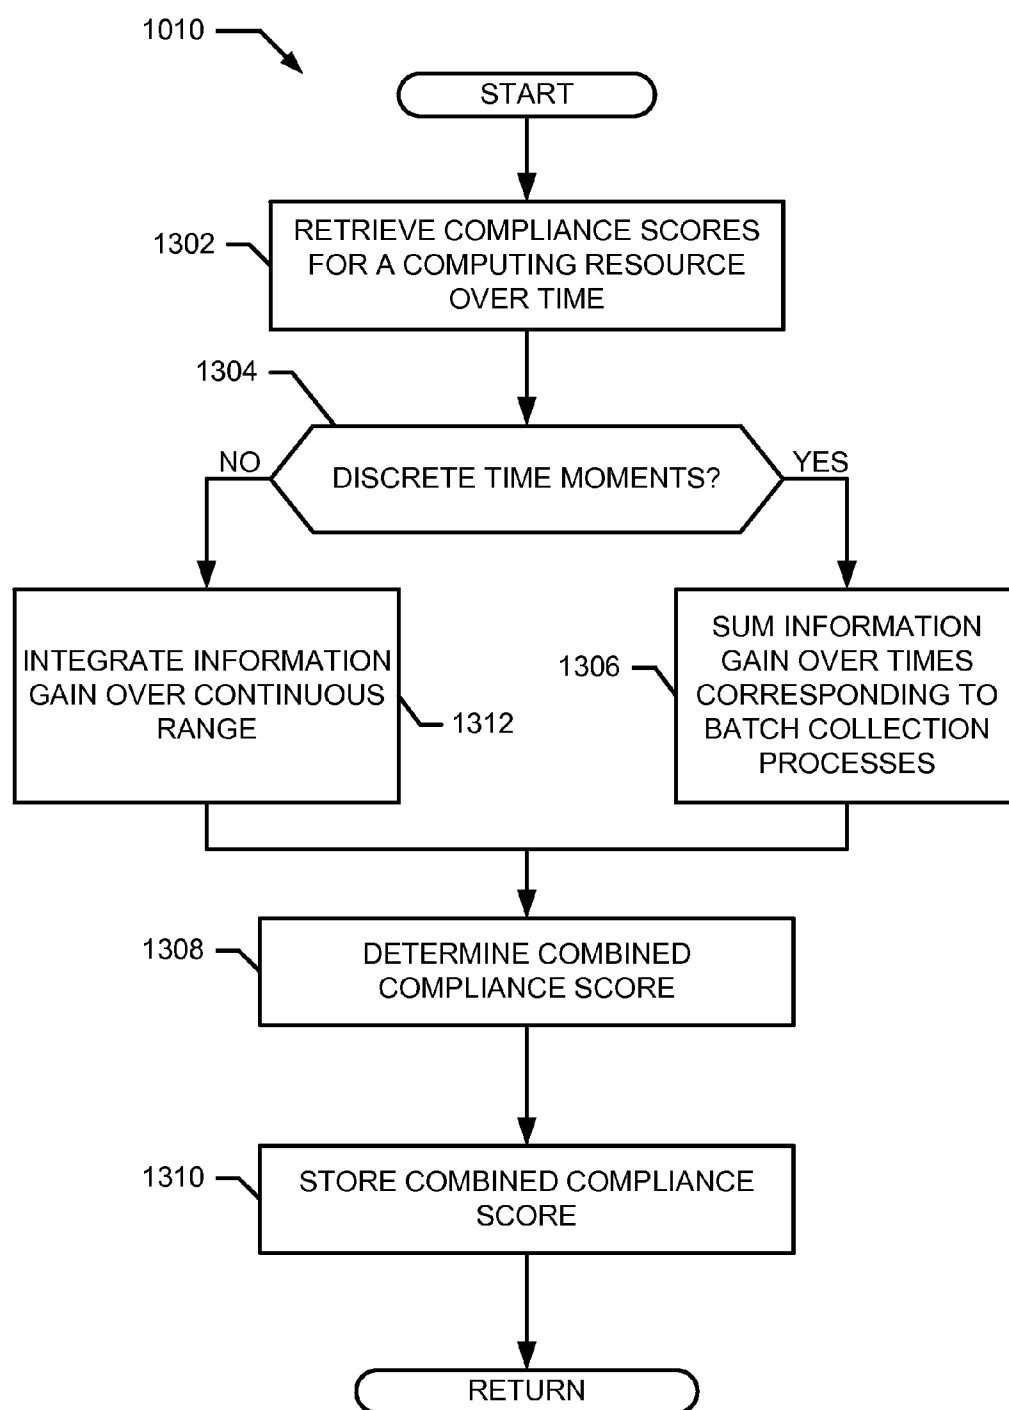 1010
START
1302
RETRIEVE COMPLIANCE SCORES
FOR A COMPUTING RESOURCE
OVER TIME
1304
NO
DISCRETE TIME MOMENTS?
YES
INTEGRATE INFORMATION
GAIN OVER CONTINUOUS
RANGE
1312
1306
SUM INFORMATION
GAIN OVER TIMES
CORRESPONDING TO
BATCH COLLECTION
PROCESSES
1308
DETERMINE COMBINED
COMPLIANCE SCORE
1310
STORE COMBINED COMPLIANCE
SCORE
RETURN